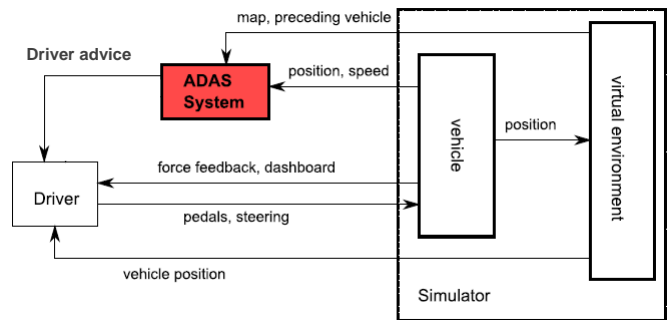 map, preceding vehicle
Driver advice
ADAS
System
position, speed
vehicle
position
virtual environment
force feedback, dashboard
Driver
pedals, steering
vehicle position
Simulator